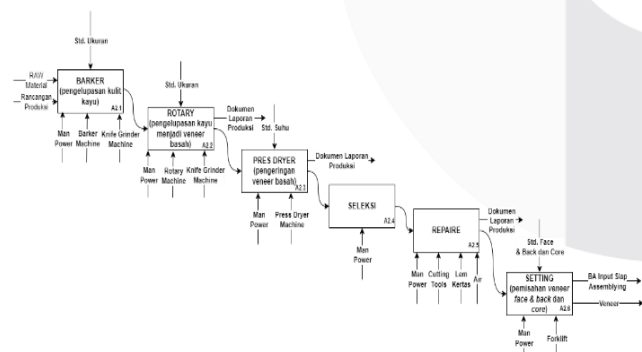 Std. Ukuran
RAW
Material
Rancangan
Produksi
BARKER
(pengelupasan kulit
kayu)
A2.1
Man
Power
Barker
Machine
Knife Grinder
Machine
Std. Ukuran
ROTARY
(pengelupasan kayu
menjadi veneer
basah)
A2.2
Dokumen
Laporan
Produksi
Man
Power
Rotary
Machine
Knife Grinder
Machine
Std. Suhu
PRES DRYER
(pengeringan
veneer basah)
A2.3
Dokumen Laporan
Produksi
Man
Power
Press Dryer
Machine
SELEKSI
A2.4
Man
Power
REPAIRE
A2.5
Dokumen
Laporan
Produksi
Man
Power
Cutting
Tools
Lem
Kertas
Air
Std. Face
& Back dan Core
SETTING
(pemisahan veneer
face & back dan
core)
A2.6
BA Input Siap
Assemblying
Veneer
Man
Power
Forklift